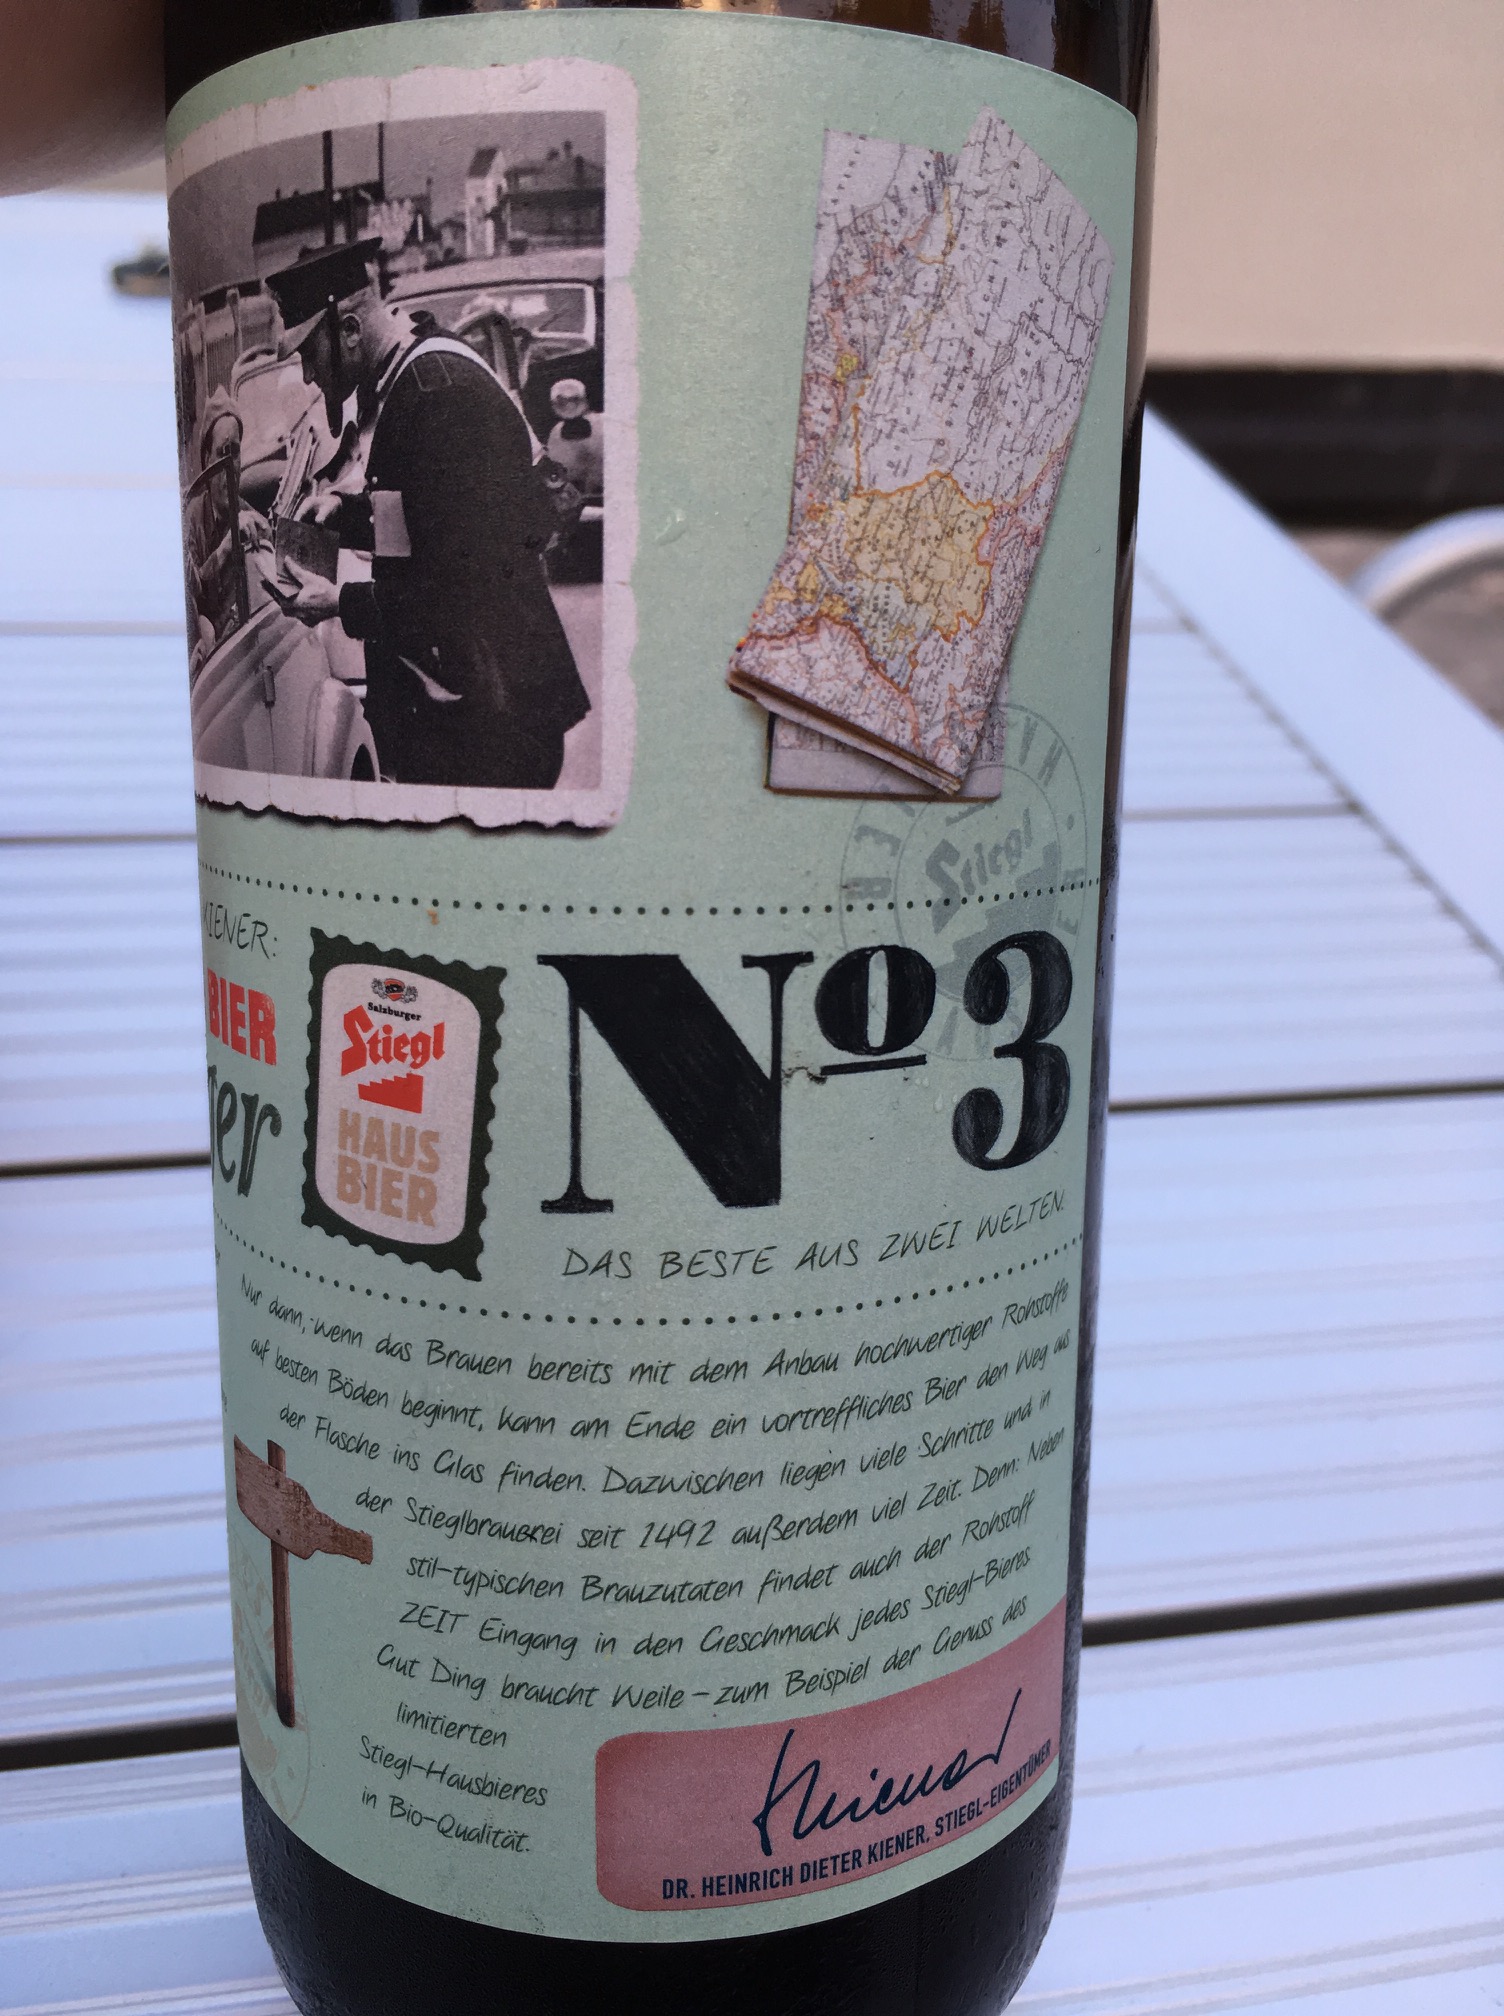 KIENER:
BIER
Salzburger
Stiegl
HAUS
BIER
Nº3
Stiegl
DAS BESTE AUS ZWEI WELTEN.
Nur dann, wenn das Brauen bereits mit dem Anbau hochwertiger Rohstoffe
auf besten Böden beginnt, kann am Ende ein vortreffliches Bier den Weg aus
der Flasche ins Glas finden. Dazwischen liegen viele Schritte und in
der Stieglbrauerei seit 1492 außerdem viel Zeit. Denn: Neben
stil-typischen Brauzutaten findet auch der Rohstoff
ZEIT Eingang in den Geschmack jedes Stiegl-Bieres.
Gut Ding braucht Weile - zum Beispiel der Genuss des
limitierten
Stiegl-Hausbieres
in Bio-Qualität.
Kiener
DR. HEINRICH DIETER KIENER, STIEGL-EIGENTÜMER